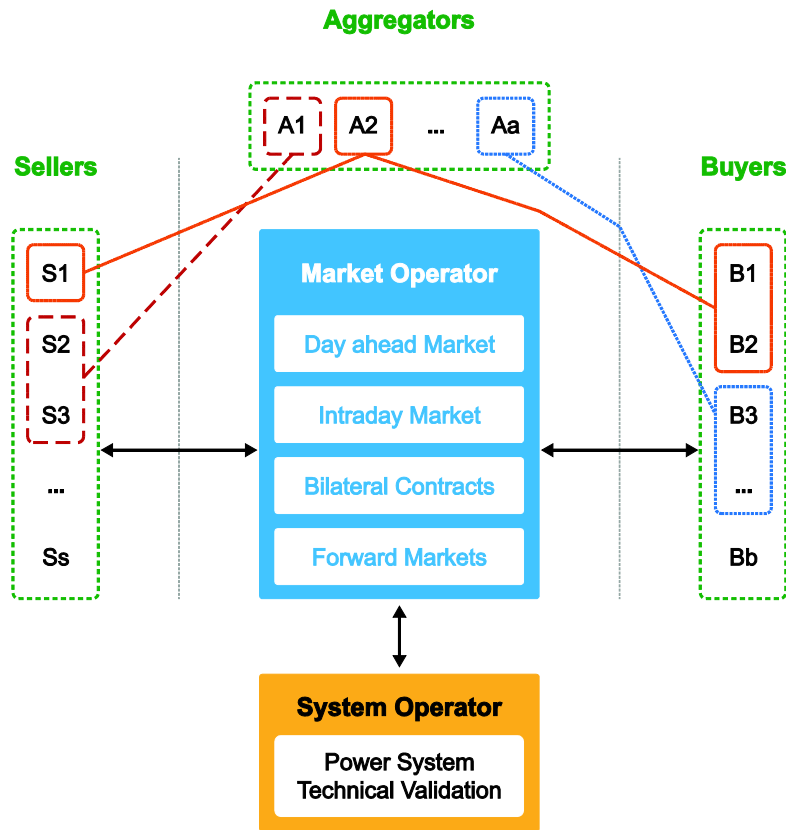 Aggregators
A1 A2 ... Aa
Sellers
Buyers
S1
S2
S3
...
Ss
Market Operator
Day ahead Market
Intraday Market
Bilateral Contracts
Forward Markets
B1
B2
B3
...
Bb
System Operator
Power System
Technical Validation